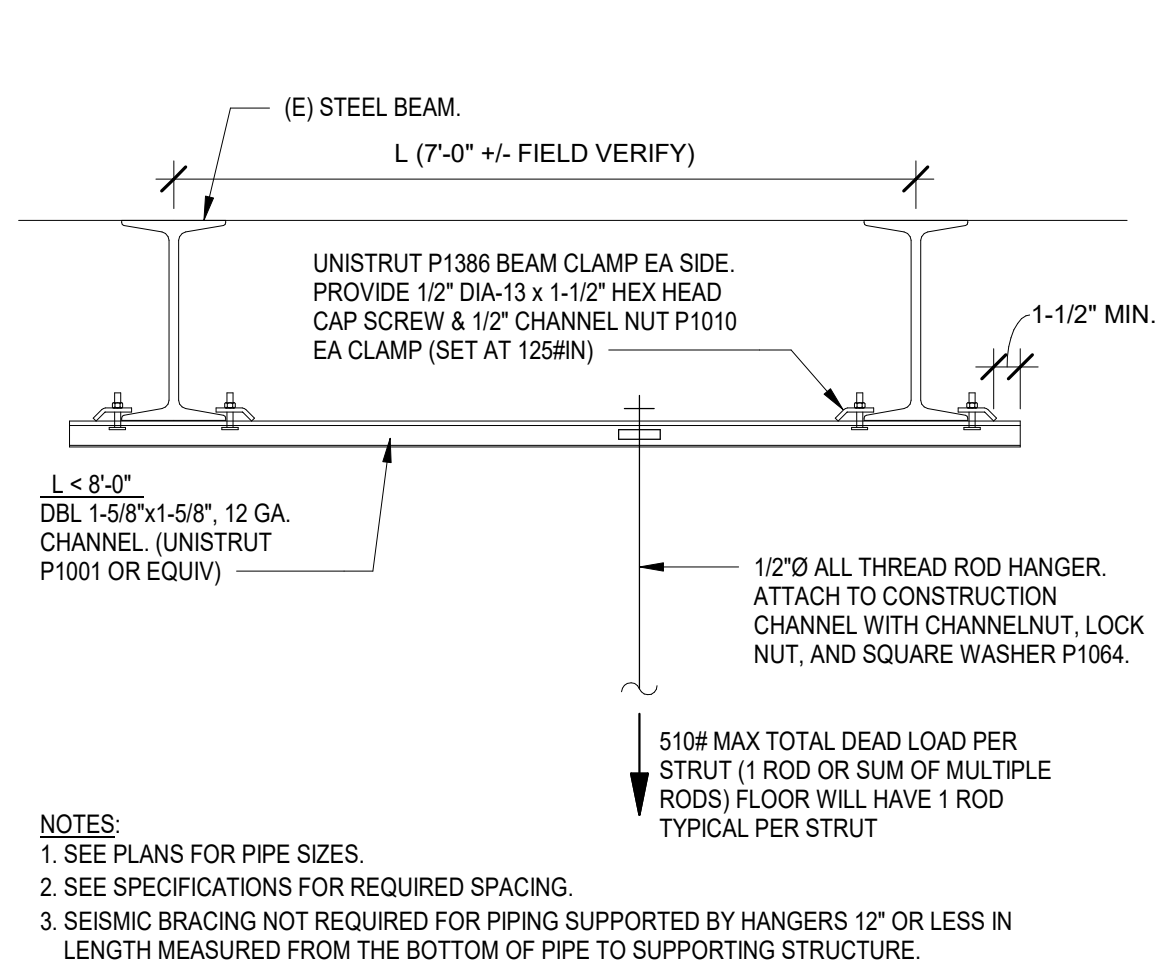 (E) STEEL BEAM.
L (7'-0" +/- FIELD VERIFY)
UNISTRUT P1386 BEAM CLAMP EA SIDE.
PROVIDE 1/2" DIA-13 x 1-1/2" HEX HEAD
CAP SCREW & 1/2" CHANNEL NUT P1010
EA CLAMP (SET AT 125#IN)
1-1/2" MIN.
L < 8'-0"
DBL 1-5/8"x1-5/8", 12 GA.
CHANNEL. (UNISTRUT
P1001 OR EQUIV)
1/2"Ø ALL THREAD ROD HANGER.
ATTACH TO CONSTRUCTION
CHANNEL WITH CHANNELNUT, LOCK
NUT, AND SQUARE WASHER P1064.
510# MAX TOTAL DEAD LOAD PER
STRUT (1 ROD OR SUM OF MULTIPLE
RODS) FLOOR WILL HAVE 1 ROD
TYPICAL PER STRUT
NOTES:
1. SEE PLANS FOR PIPE SIZES.
2. SEE SPECIFICATIONS FOR REQUIRED SPACING.
3. SEISMIC BRACING NOT REQUIRED FOR PIPING SUPPORTED BY HANGERS 12" OR LESS IN
LENGTH MEASURED FROM THE BOTTOM OF PIPE TO SUPPORTING STRUCTURE.